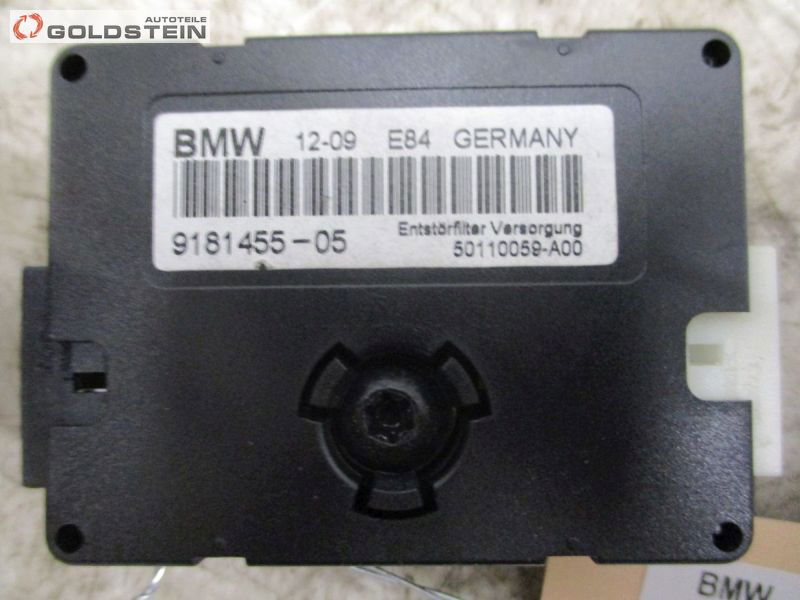 AUTOTEILE
GOLDSTEIN
BMW 12-09 E84 GERMANY
9181455-05
Entstörfilter Versorgung
50110059-A00
BMW